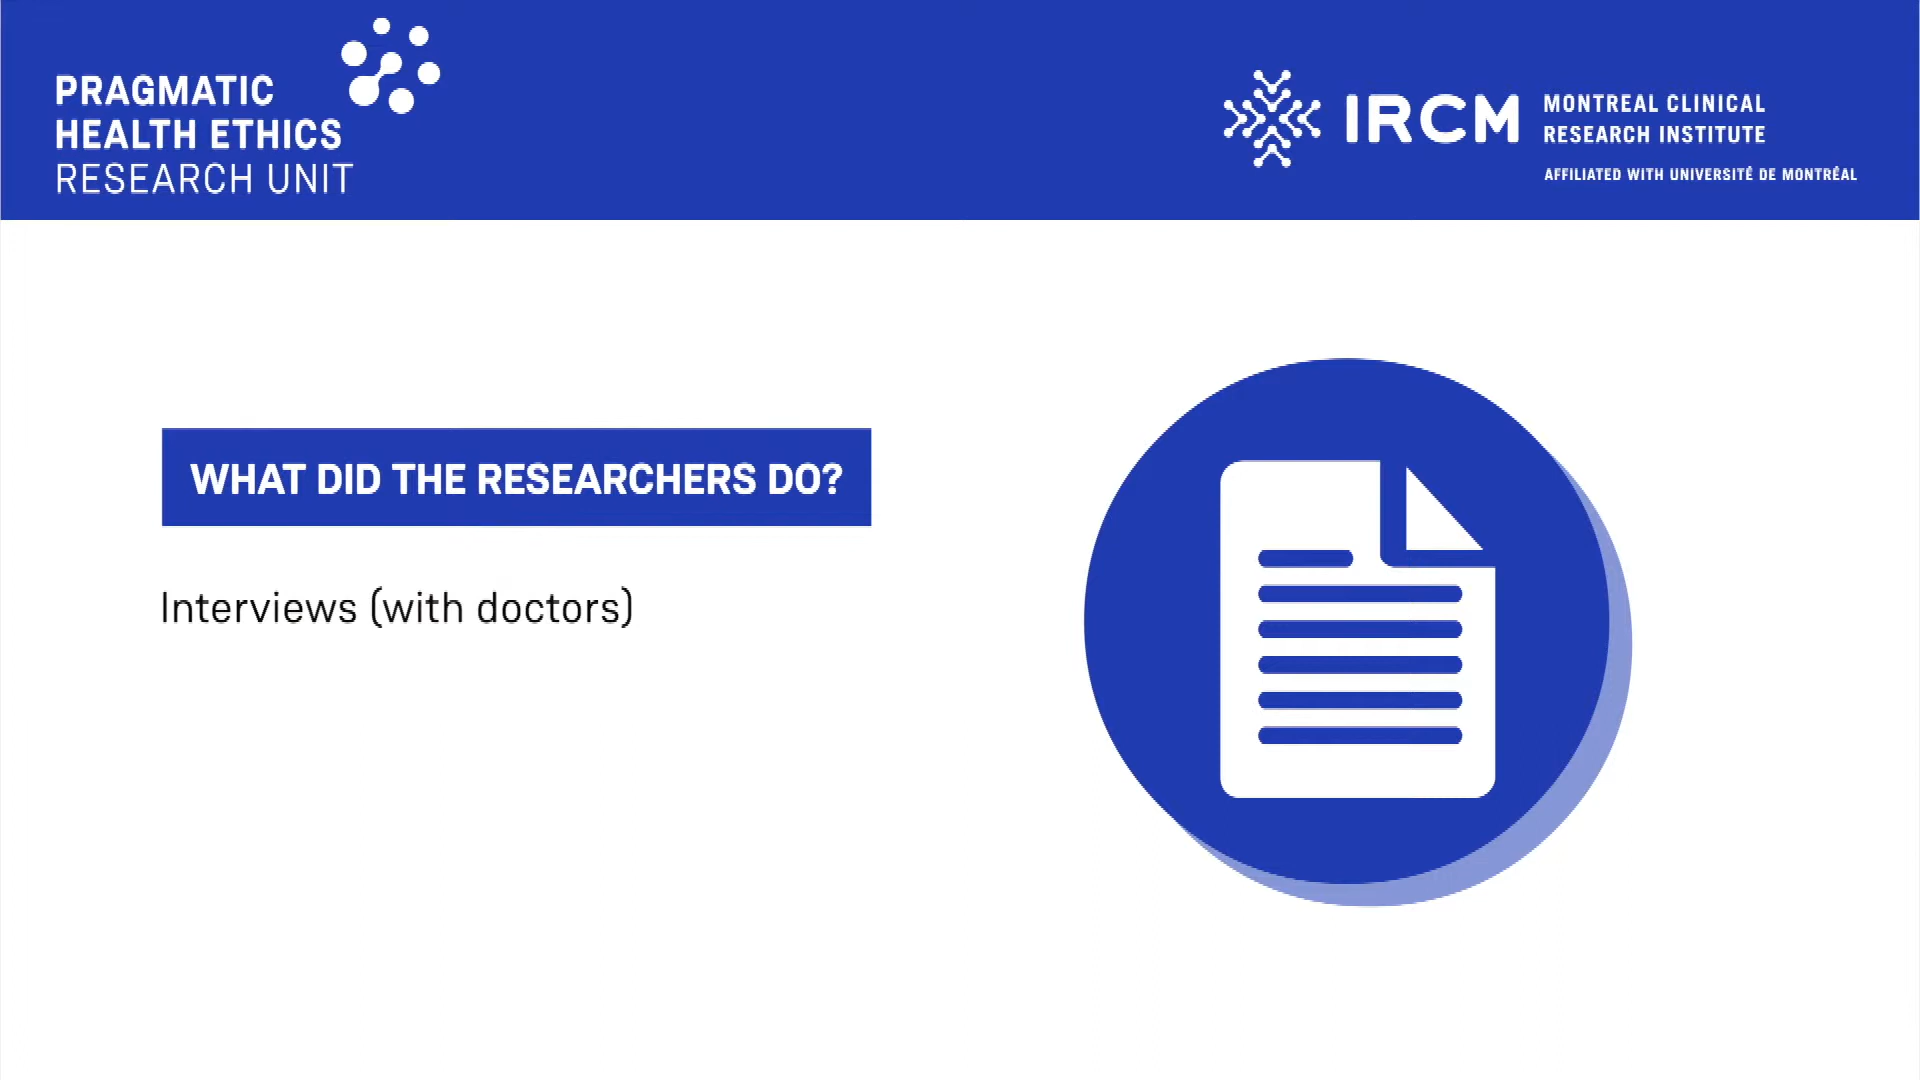 PRAGMATIC
HEALTH ETHICS
RESEARCH UNIT
IRCM
MONTREAL CLINICAL
RESEARCH INSTITUTE
AFFILIATED WITH UNIVERSITÉ DE MONTRÉAL
WHAT DID THE RESEARCHERS DO?
Interviews (with doctors)